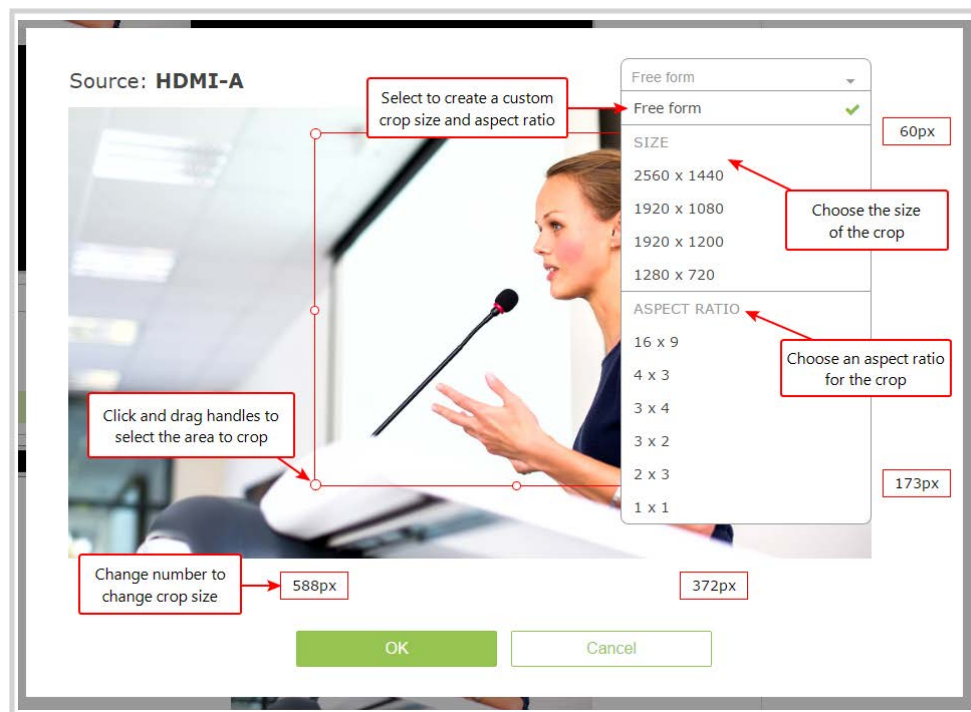 Source: HDMI-A
Free form
Select to create a custom
crop size and aspect ratio
Free form
60px
SIZE
2560 x 1440
1920 x 1080
Choose the size
of the crop
1920 x 1200
1280 x 720
ASPECT RATIO
16 x 9
Choose an aspect ratio
for the crop
4 x 3
3 x 4
Click and drag handles to
select the area to crop
3 x 2
2 x 3
173px
1 x 1
Change number to
change crop size
588px
372px
OK
Cancel